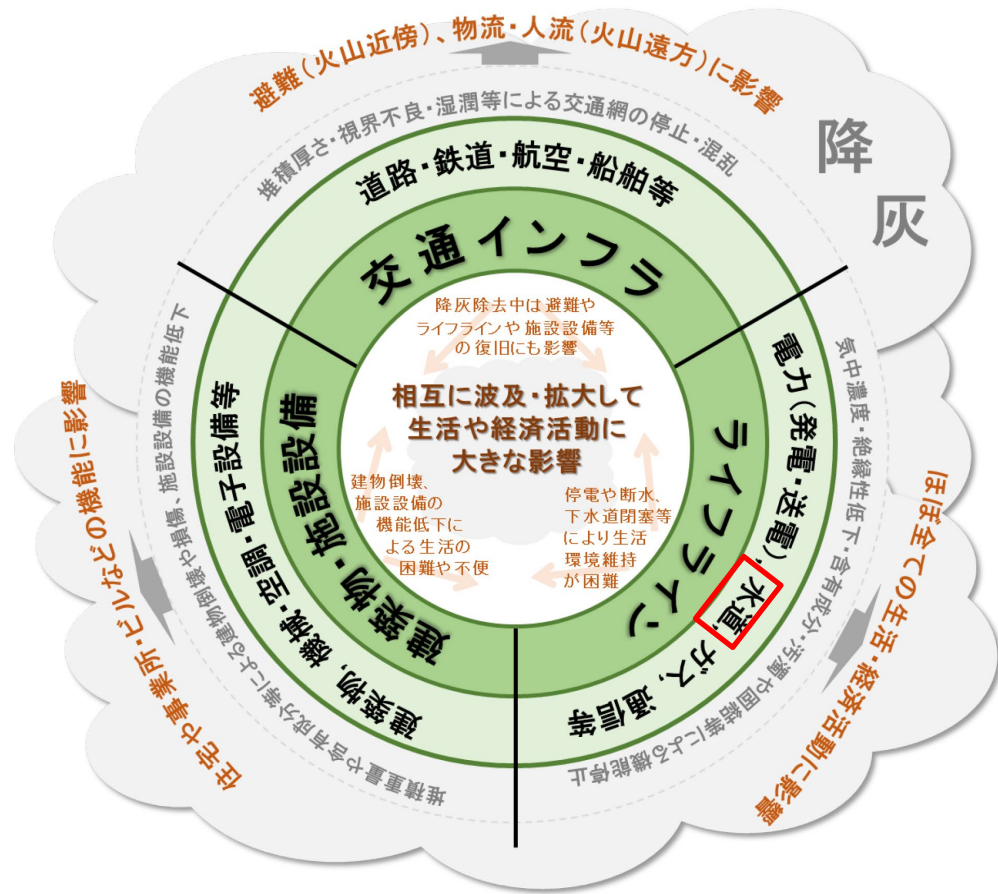 避難(火山近傍)、物流・人流(火山遠方)に影響
降
灰
堆積厚さ・視界不良・湿潤等による交通網の停止・混乱
道路・鉄道・航空・船舶等
交通インフラ
降灰除去中は避難や
ライフラインや施設設備等
の復旧にも影響
相互に波及・拡大して
生活や経済活動に
大きな影響
建物倒壊、
施設設備の
機能低下に
よる生活の
困難や不便
停電や断水、
下水道閉塞等
により生活
環境維持
が困難
ライフライン
電力(発電・送電)、水道、ガス、通信等
気中濃度・絶縁性低下・含有成分・汚濁や固結等による機能停止
ほぼ全ての生活・経済活動に影響
建築物・施設設備
建築物、機械・空調・電子設備等
堆積重量や含有成分等による建物倒壊や損傷、施設設備の機能低下
住宅や事業所・ビルなどの機能に影響